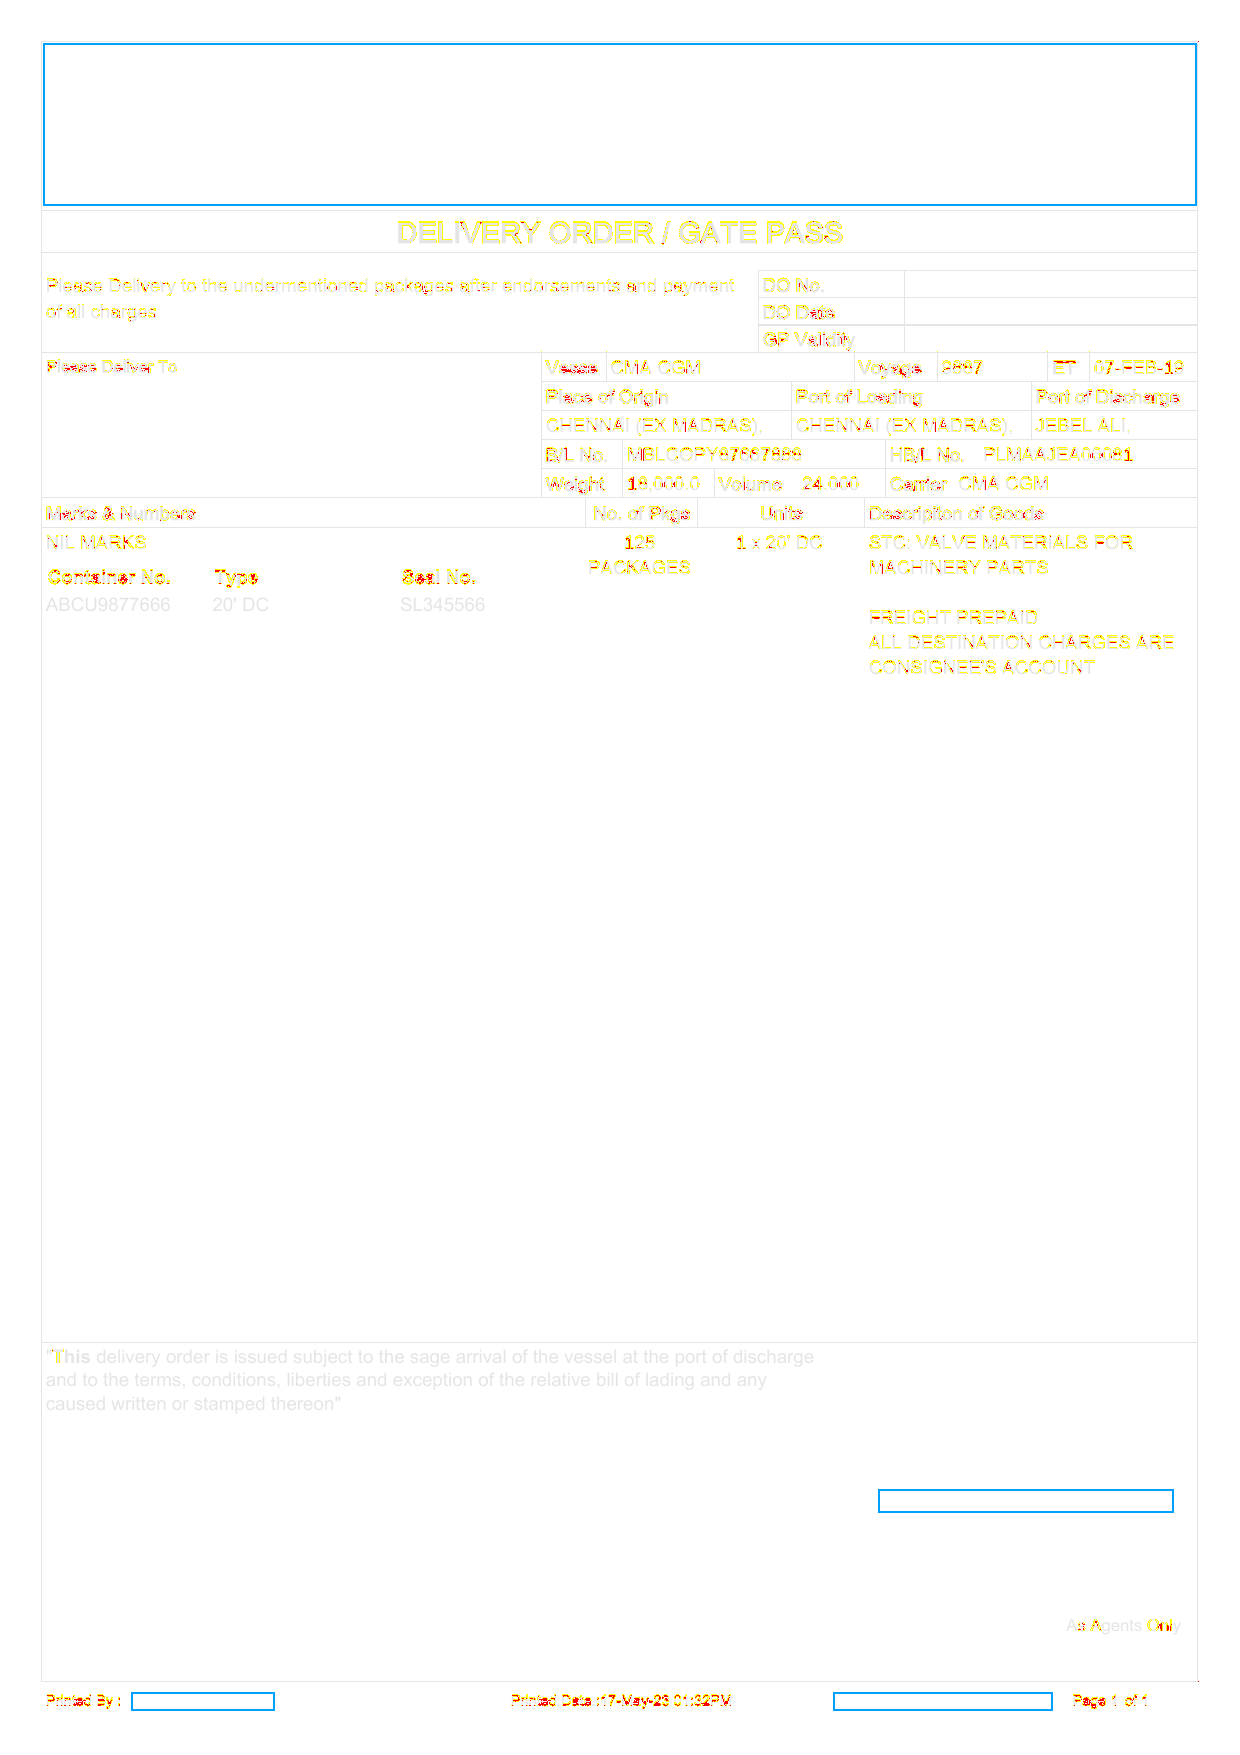 DELIVERY ORDER / GATE PASS
Please Delivery to the undermentioned packages after endorsements and payment
of all charges
DO No.
DO Date
GP Validity
Please Deliver To
Vesse CMA CGM Voyage ET 07-FEB-19
Place of Origin Port of Loading Port of Discharge
CHENNAI (EX MADRAS), CHENNAI (EX MADRAS), JEBEL ALI,
B/L No. HB/L No.
Weight 18.000.0 Volume 24.000 Carrier CMA CGM
Marks & Numbers No. of Pkgs Units Descripiton of Goods
NIL MARKS 125 1 x 20' DC STC: VALVE MATERIALS FOR
PACKAGES MACHINERY PARTS
Container No. Type Seal No.
ABCU9877666 20' DC SL345566
FREIGHT PREPAID
ALL DESTINATION CHARGES ARE
CONSIGNEE'S ACCOUNT
"This delivery order is issued subject to the sage arrival of the vessel at the port of discharge
and to the terms, conditions, liberties and exception of the relative bill of lading and any
caused written or stamped thereon"
As Agents Only
Printed By : Printed Date :17-May-23 01:32PM Page 1 of 1